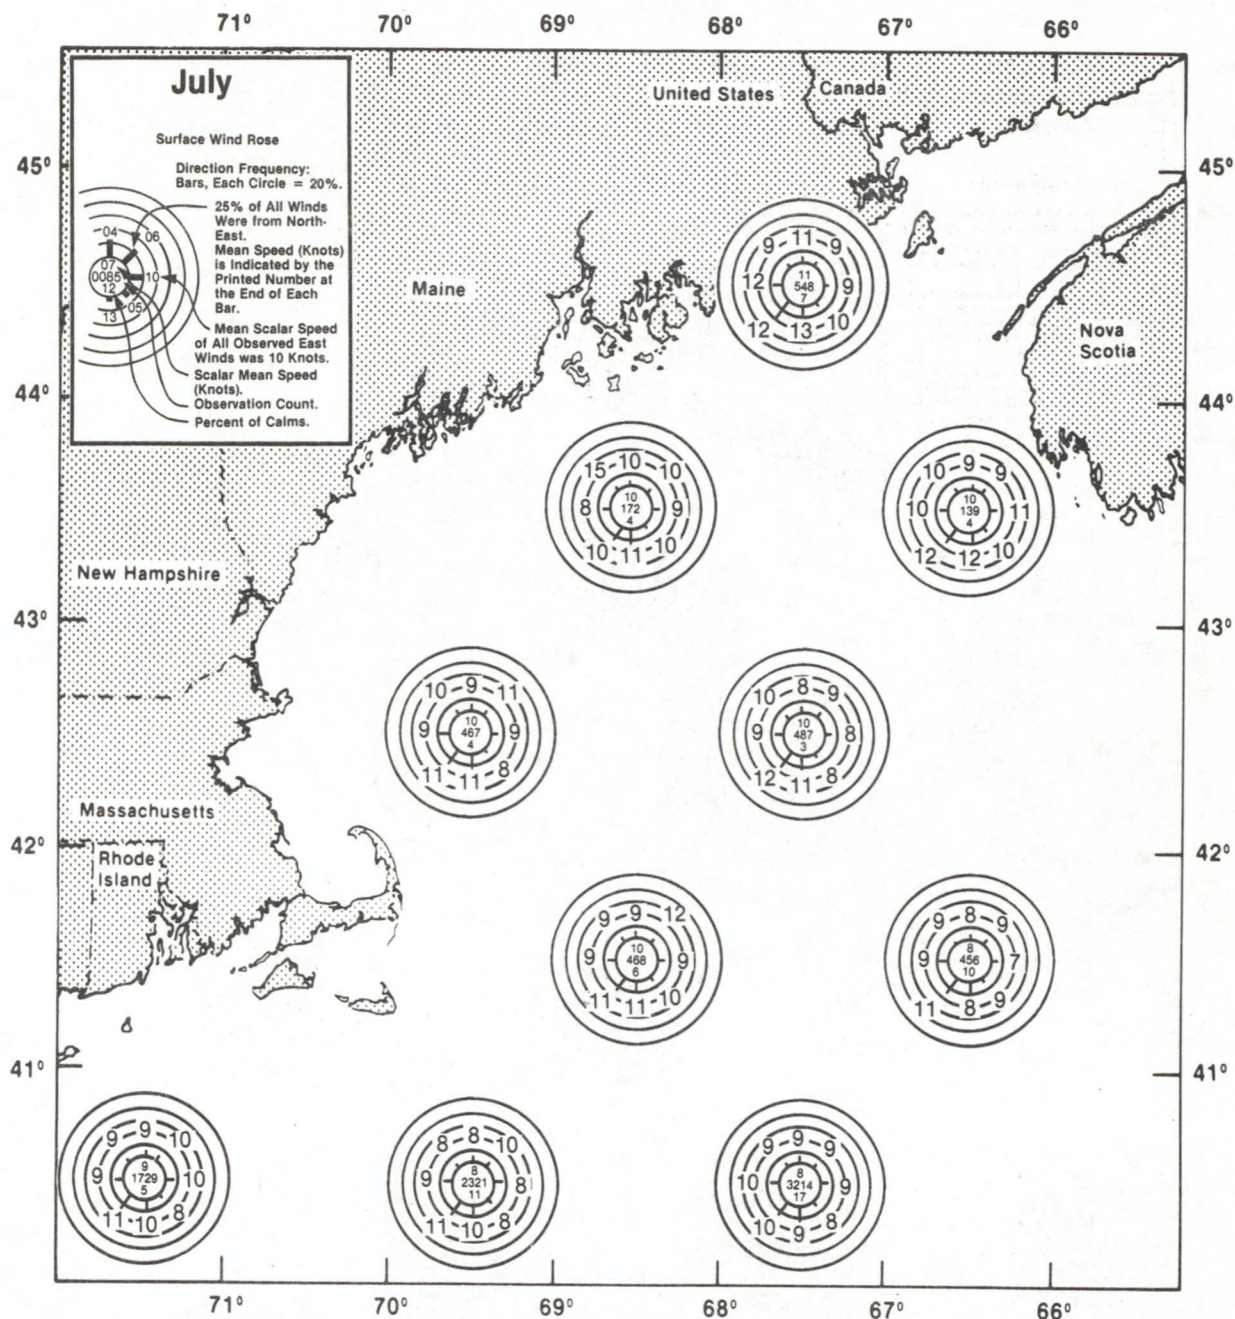 71° 70° 69° 68° 67° 66°
July
Surface Wind Rose
Direction Frequency:
Bars, Each Circle = 20%.
25% of All Winds
Were from North-
East.
Mean Speed (Knots)
is Indicated by the
Printed Number at
the End of Each
Bar.
Mean Scalar Speed
of All Observed East
Winds was 10 Knots.
Scalar Mean Speed
(Knots).
Observation Count.
Percent of Calms.
04 06
07
0085 10
12
13 05
United States
Canada
45° 45°
Maine
Nova
Scotia
9 11 9
11
12 548 9
7
12 13 10
44° 44°
15 10 10
10
8 172 9
4
10 11 10
10 9 9
10
10 139 11
4
12 12 10
New Hampshire
43° 43°
10 9 11
10
9 467 9
4
11 11 8
10 8 9
10
9 487 8
3
12 11 8
Massachusetts
42° 42°
Rhode
Island
9 9 12
10
9 468 9
6
11 11 10
9 8 9
8
9 456 7
10
11 8 9
41° 41°
9 9 10
9
9 1729 10
5
11 10 8
8 8 10
8
9 2321 8
11
11 10 8
9 9 9
8
10 3214 9
17
10 9 8
71° 70° 69° 68° 67° 66°